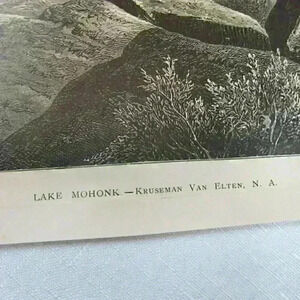 LAKE MOHONK.—KRUSEMAN VAN ELTEN, N. A.